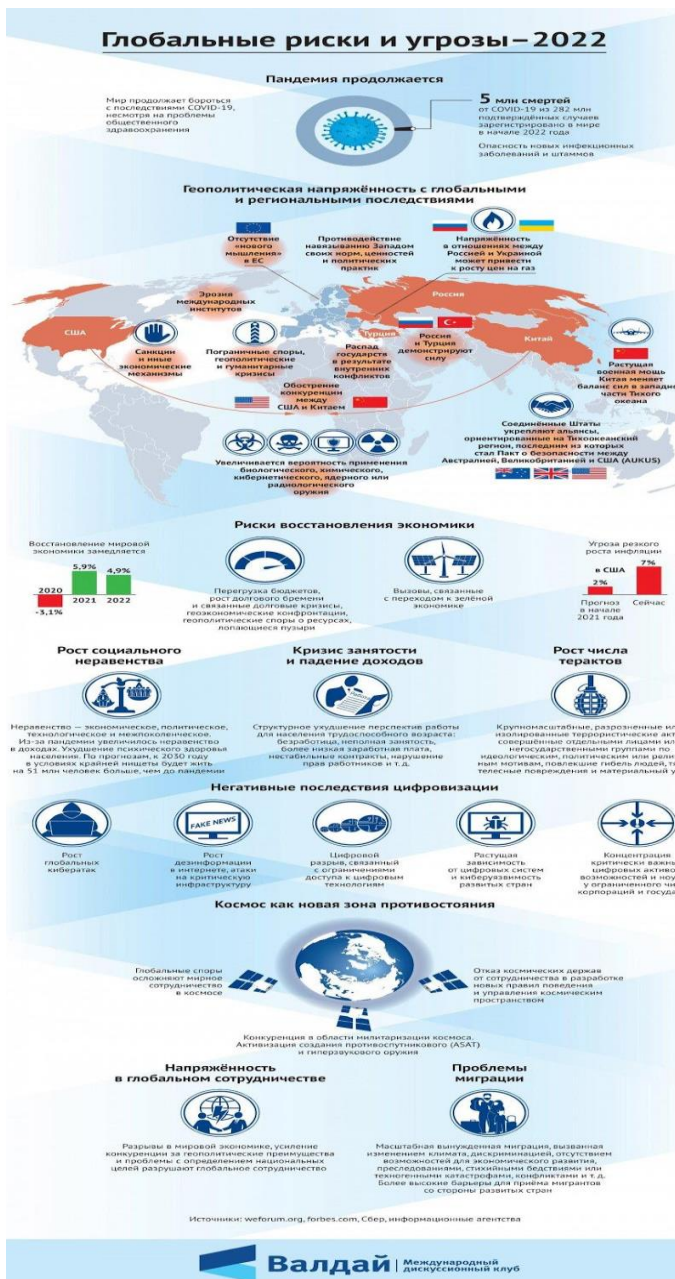 Глобальные риски и угрозы – 2022
Пандемия продолжается
Мир продолжает бороться
с последствиями COVID-19,
несмотря на проблемы
общественного
здравоохранения
5 млн смертей
от COVID-19 из 282 млн
подтверждённых случаев
зарегистрировано в мире
в начале 2022 года
Опасность новых инфекционных
заболеваний и штаммов
Геополитическая напряжённость с глобальными
и региональными последствиями
Отсутствие
«нового
мышления»
в ЕС
Противодействие
навязыванию Западом
своих норм, ценностей
и политических
практик
Напряжённость
в отношениях между
Россией и Украиной
может привести
к росту цен на газ
Эрозия
международных
институтов
Россия
США
Турция
Китай
Санкции
и иные
экономические
механизмы
Пограничные споры,
геополитические
и гуманитарные
кризисы
Распад
государств
в результате
внутренних
конфликтов
Россия
и Турция
демонстрируют
силу
Растущая
военная мощь
Китая меняет
баланс сил в западно
части Тихого
океана
Обострение
конкуренции
между
США и Китаем
Соединённые Штаты
укрепляют альянсы,
ориентированные на Тихоокеанский
регион, последним из которых
стал Пакт о безопасности между
Австралией, Великобританией и США (AUKUS)
Увеличивается вероятность применения
биологического, химического,
кибернетического, ядерного или
радиологического
оружия
Риски восстановления экономики
Восстановление мировой
экономики замедляется
2020
-3,1%
5,9%
2021
4,9%
2022
Перегрузка бюджетов,
рост долгового бремени
и связанные долговые кризисы,
геоэкономические конфронтации,
геополитические споры о ресурсах,
лопающиеся пузыри
Вызовы, связанные
с переходом к зелёной
экономике
Угроза резкого
роста инфляции
в США
2%
7%
Прогноз
в начале
2021 года
Сейчас
Рост социального
неравенства
Неравенство — экономическое, политическое,
технологическое и межпоколенческое.
Из-за пандемии увеличилось неравенство
в доходах. Ухудшение психического здоровья
населения. По прогнозам, к 2030 году
в условиях крайней нищеты будет жить
на 51 млн человек больше, чем до пандемии
Кризис занятости
и падение доходов
Структурное ухудшение перспектив работы
для населения трудоспособного возраста:
безработица, неполная занятость,
более низкая заработная плата,
нестабильные контракты, нарушение
прав работников и т. д.
Рост числа
терактов
Крупномасштабные, разрозненные ил
изолированные террористические акт
совершённые отдельными лицами ил
негосударственными группами по
идеологическим, политическим или рели
ным мотивам, повлекшие гибель людей, т
телесные повреждения и материальный у
Негативные последствия цифровизации
Рост
глобальных
кибератак
FAKE NEWS
Рост
дезинформации
в интернете, атаки
на критическую
инфраструктуру
Цифровой
разрыв, связанный
с ограничениями
доступа к цифровым
технологиям
Растущая
зависимость
от цифровых систем
и киберуязвимость
развитых стран
Концентрация
критически важны
цифровых активо
возможностей и ноу
у ограниченного чи
корпораций и госуда
Космос как новая зона противостояния
Глобальные споры
осложняют мирное
сотрудничество
в космосе
Отказ космических держав
от сотрудничества в разработке
новых правил поведения
и управления космическим
пространством
Конкуренция в области милитаризации космоса.
Активизация создания противоспутникового (ASAT)
и гиперзвукового оружия
Напряжённость
в глобальном сотрудничестве
Разрывы в мировой экономике, усиление
конкуренции за геополитические преимущества
и проблемы с определением национальных
целей разрушают глобальное сотрудничество
Проблемы
миграции
Масштабная вынужденная миграция, вызванная
изменением климата, дискриминацией, отсутствием
возможностей для экономического развития,
преследованиями, стихийными бедствиями или
техногенными катастрофами, конфликтами и т. д.
Более высокие барьеры для приёма мигрантов
со стороны развитых стран
Источники: weforum.org, forbes.com, Сбер, информационные агентства
Валдай
Международный
дискуссионный клуб